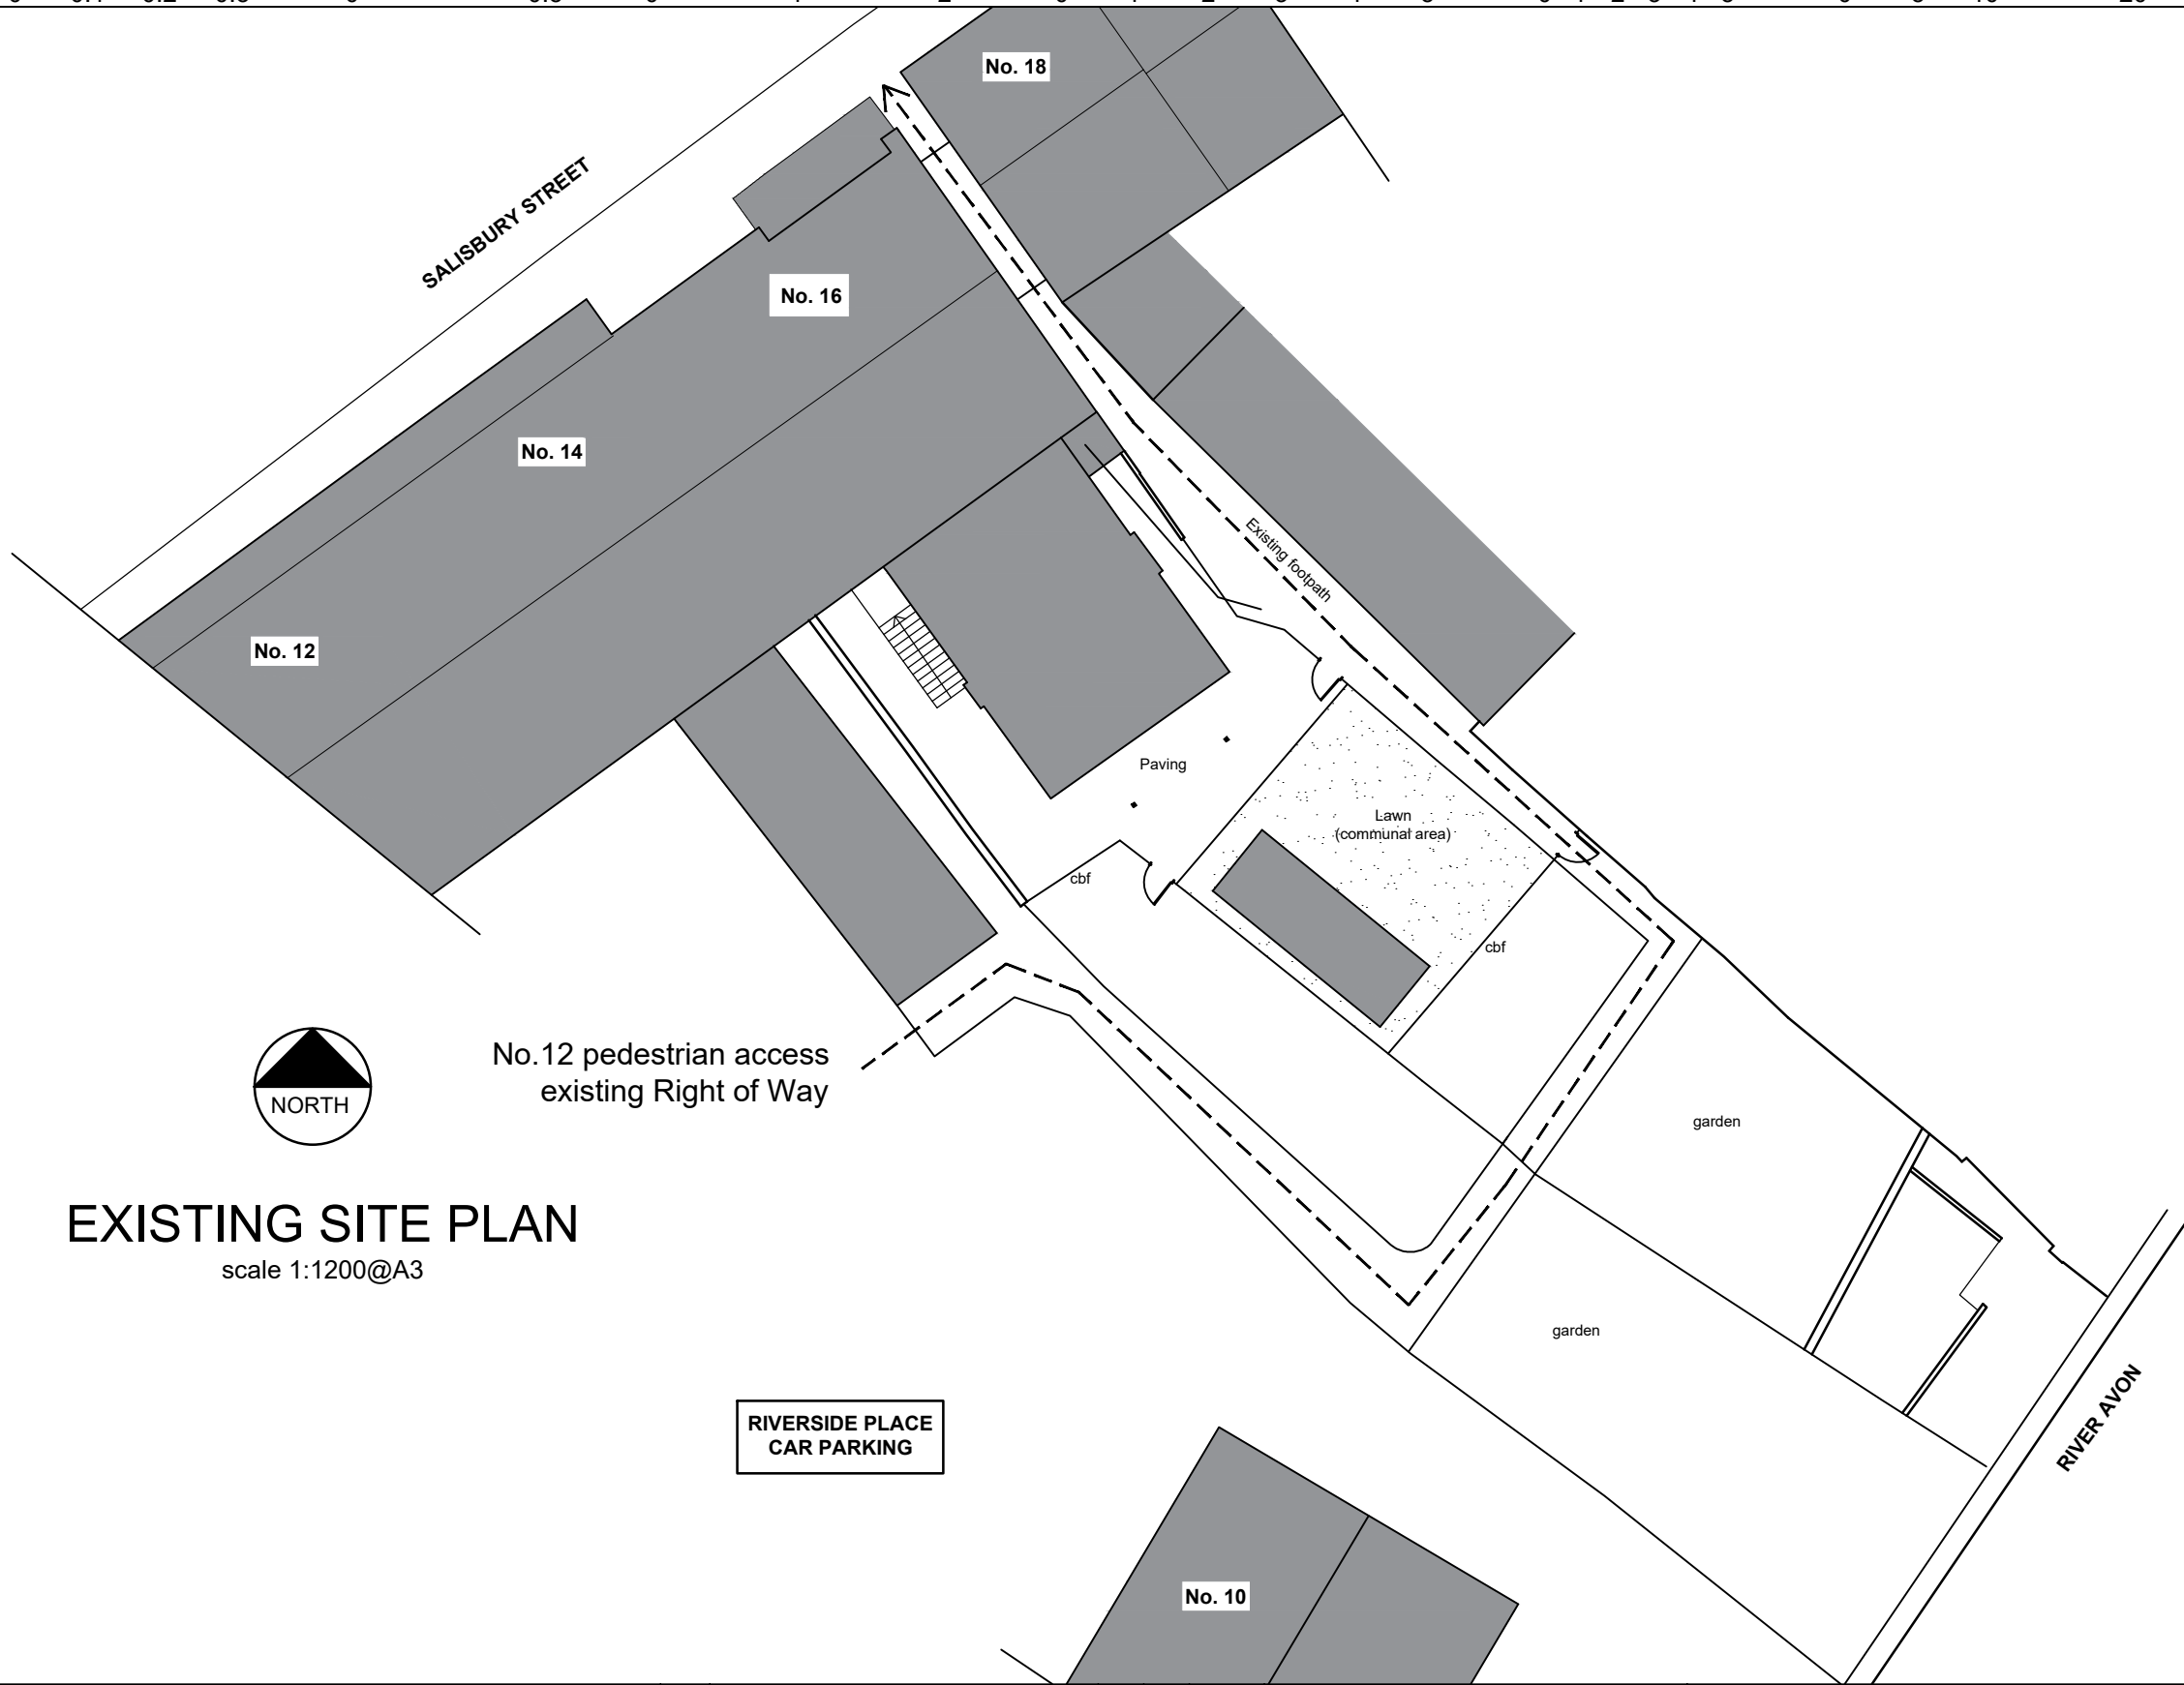 No. 18
SALISBURY STREET
No. 16
No. 14
Existing footpath
No. 12
Paving
Lawn
(communal area)
cbf
cbf
No.12 pedestrian access
existing Right of Way
NORTH
garden
EXISTING SITE PLAN
scale 1:1200@A3
garden
RIVERSIDE PLACE
CAR PARKING
RIVER AVON
No. 10